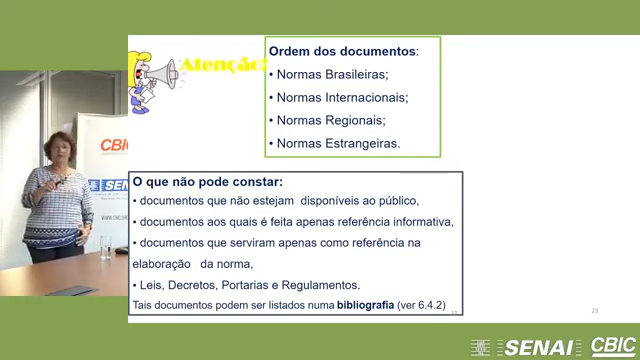 Atenção!
Ordem dos documentos:
• Normas Brasileiras;
• Normas Internacionais;
• Normas Regionais;
• Normas Estrangeiras.
O que não pode constar:
• documentos que não estejam disponíveis ao público,
• documentos aos quais é feita apenas referência informativa,
• documentos que serviram apenas como referência na
elaboração da norma,
• Leis, Decretos, Portarias e Regulamentos.
Tais documentos podem ser listados numa bibliografia (ver 6.4.2)
23
23
CBIC
SENAI
SENAI
CBIC